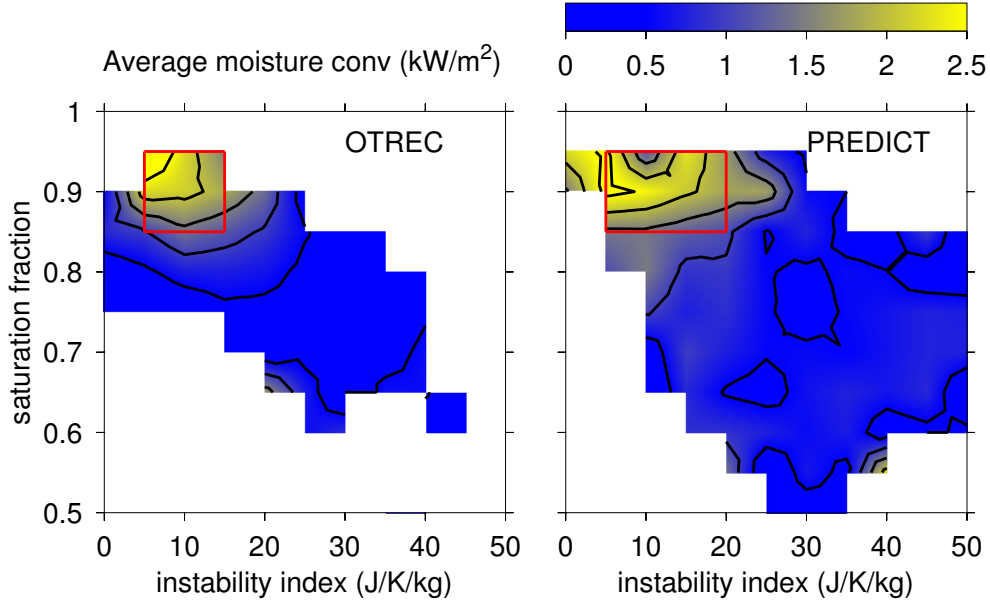 Average moisture conv (kW/m²)
0 0.5 1 1.5 2 2.5
OTREC
PREDICT
saturation fraction
1
0.9
0.8
0.7
0.6
0.5
0 10 20 30 40 50
0 10 20 30 40 50
instability index (J/K/kg)
instability index (J/K/kg)